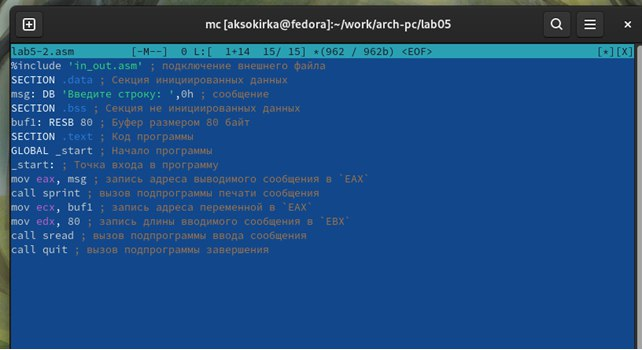 mc [aksokirka@fedora]:~/work/arch-pc/lab05
lab5-2.asm [-M--] 0 L:[ 1+14 15/ 15] *(962 / 962b) <EOF> [*][X]
%include 'in_out.asm' ; подключение внешнего файла
SECTION .data ; Секция инициированных данных
msg: DB 'Введите строку: ',0h ; сообщение
SECTION .bss ; Секция не инициированных данных
buf1: RESB 80 ; Буфер размером 80 байт
SECTION .text ; Код программы
GLOBAL _start ; Начало программы
_start: ; Точка входа в программу
mov eax, msg ; запись адреса выводимого сообщения в `EAX`
call sprint ; вызов подпрограммы печати сообщения
mov ecx, buf1 ; запись адреса переменной в `EAX`
mov edx, 80 ; запись длины вводимого сообщения в `EBX`
call sread ; вызов подпрограммы ввода сообщения
call quit ; вызов подпрограммы завершения